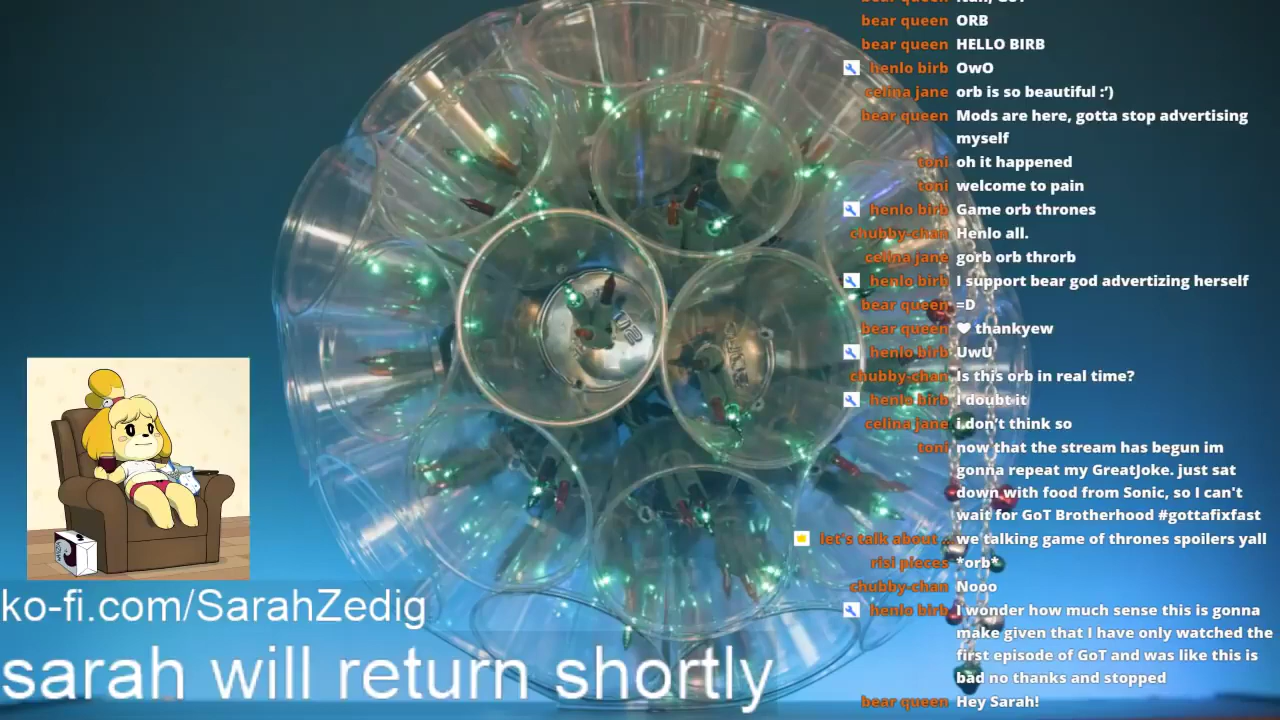 bear queen ORB
bear queen HELLO BIRB
henlo birb OwO
celina jane orb is so beautiful :')
bear queen Mods are here, gotta stop advertising
myself
toni oh it happened
toni welcome to pain
henlo birb Game orb thrones
chubby-chan Henlo all.
celina jane gorb orb throrb
henlo birb I support bear god advertizing herself
bear queen =D
bear queen 🤍 thankyew
henlo birb UwU
chubby-chan Is this orb in real time?
henlo birb I doubt it
celina jane i don't think so
toni now that the stream has begun im
gonna repeat my GreatJoke. just sat
down with food from Sonic, so I can't
wait for GoT Brotherhood #gottafixfast
let's talk about .. we talking game of thrones spoilers yall
risi pieces *orb*
chubby-chan Nooo
henlo birb I wonder how much sense this is gonna
make given that I have only watched the
first episode of GoT and was like this is
bad no thanks and stopped
bear queen Hey Sarah!
ko-fi.com/SarahZedig
sarah will return shortly